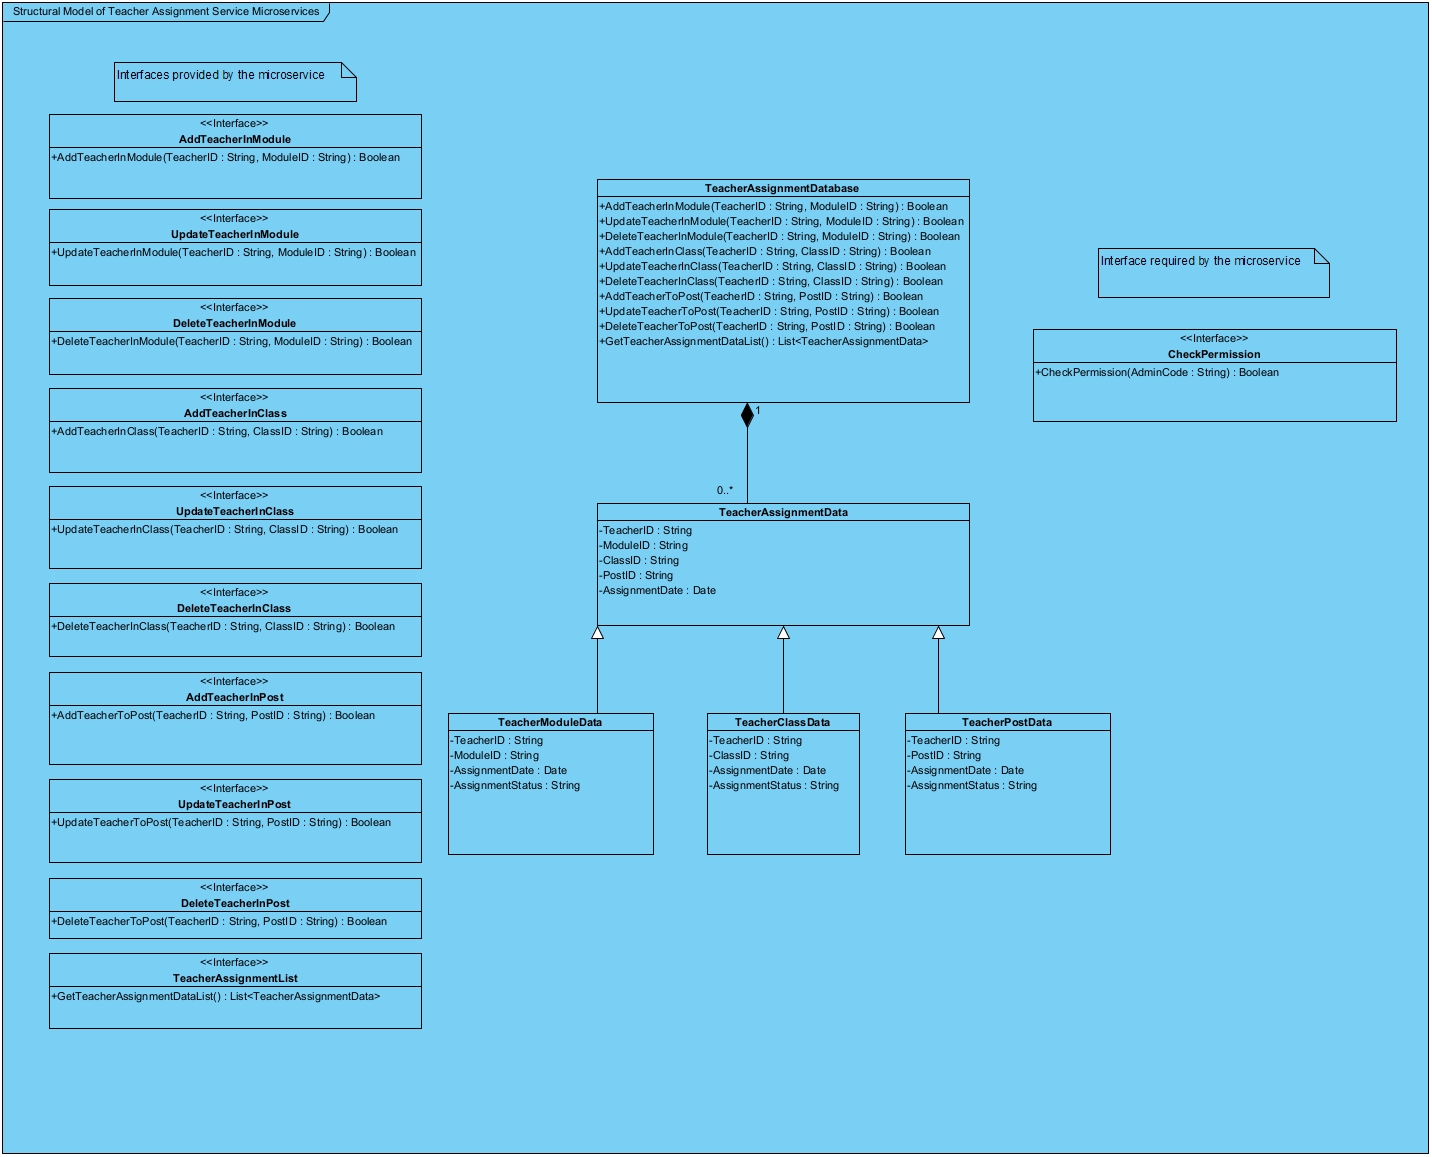 Structural Model of Teacher Assignment Service Microservices
Interfaces provided by the microservice
<<Interface>>
AddTeacherInModule
+AddTeacherInModule(TeacherID : String, ModuleID : String) : Boolean
<<Interface>>
UpdateTeacherInModule
+UpdateTeacherInModule(TeacherID : String, ModuleID : String) : Boolean
<<Interface>>
DeleteTeacherInModule
+DeleteTeacherInModule(TeacherID : String, ModuleID : String) : Boolean
<<Interface>>
AddTeacherInClass
+AddTeacherInClass(TeacherID : String, ClassID : String) : Boolean
<<Interface>>
UpdateTeacherInClass
+UpdateTeacherInClass(TeacherID : String, ClassID : String) : Boolean
<<Interface>>
DeleteTeacherInClass
+DeleteTeacherInClass(TeacherID : String, ClassID : String) : Boolean
<<Interface>>
AddTeacherInPost
+AddTeacherToPost(TeacherID : String, PostID : String) : Boolean
<<Interface>>
UpdateTeacherInPost
+UpdateTeacherToPost(TeacherID : String, PostID : String) : Boolean
<<Interface>>
DeleteTeacherInPost
+DeleteTeacherToPost(TeacherID : String, PostID : String) : Boolean
<<Interface>>
TeacherAssignmentList
+GetTeacherAssignmentDataList() : List<TeacherAssignmentData>
TeacherAssignmentDatabase
+AddTeacherInModule(TeacherID : String, ModuleID : String) : Boolean
+UpdateTeacherInModule(TeacherID : String, ModuleID : String) : Boolean
+DeleteTeacherInModule(TeacherID : String, ModuleID : String) : Boolean
+AddTeacherInClass(TeacherID : String, ClassID : String) : Boolean
+UpdateTeacherInClass(TeacherID : String, ClassID : String) : Boolean
+DeleteTeacherInClass(TeacherID : String, ClassID : String) : Boolean
+AddTeacherToPost(TeacherID : String, PostID : String) : Boolean
+UpdateTeacherToPost(TeacherID : String, PostID : String) : Boolean
+DeleteTeacherToPost(TeacherID : String, PostID : String) : Boolean
+GetTeacherAssignmentDataList() : List<TeacherAssignmentData>
1
0..*
TeacherAssignmentData
-TeacherID : String
-ModuleID : String
-ClassID : String
-PostID : String
-AssignmentDate : Date
TeacherModuleData
-TeacherID : String
-ModuleID : String
-AssignmentDate : Date
-AssignmentStatus : String
TeacherClassData
-TeacherID : String
-ClassID : String
-AssignmentDate : Date
-AssignmentStatus : String
TeacherPostData
-TeacherID : String
-PostID : String
-AssignmentDate : Date
-AssignmentStatus : String
Interface required by the microservice
<<Interface>>
CheckPermission
+CheckPermission(AdminCode : String) : Boolean